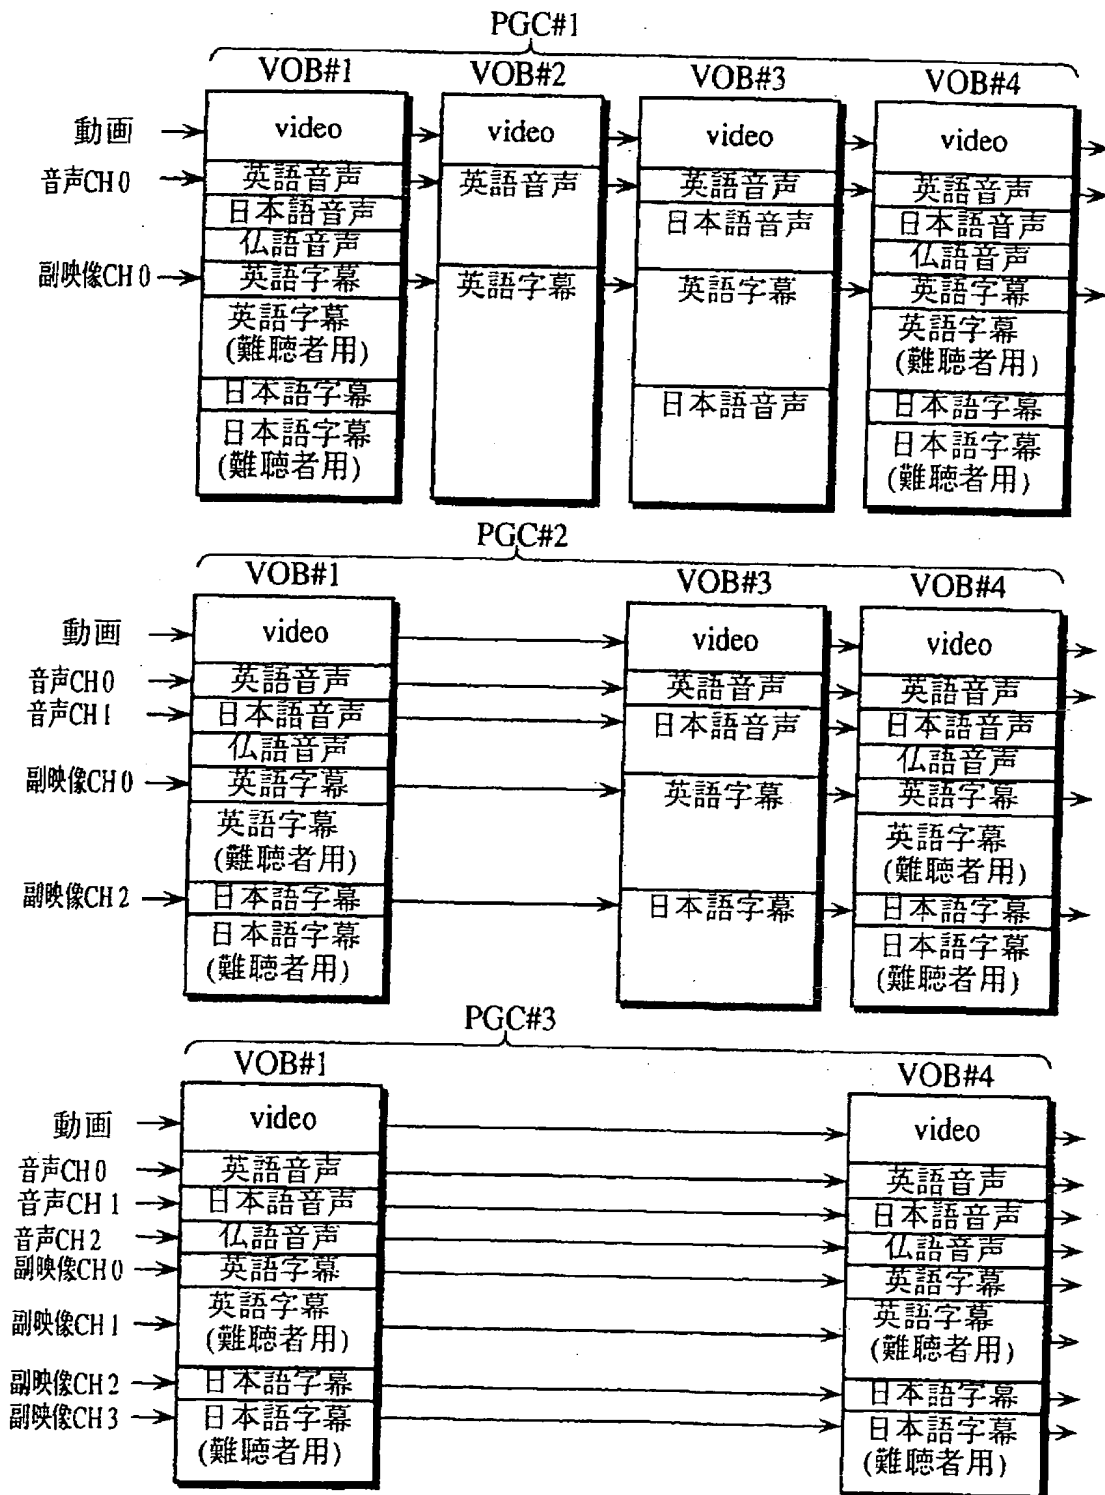 PGC#1
VOB#1
VOB#2
VOB#3
VOB#4
動画
video
video
video
video
音声CH0
英語音声
英語音声
英語音声
英語音声
日本語音声
日本語音声
日本語音声
仏語音声
仏語音声
副映像CH0
英語字幕
英語字幕
英語字幕
英語字幕
英語字幕
(難聴者用)
英語字幕
(難聴者用)
日本語字幕
日本語音声
日本語字幕
日本語字幕
(難聴者用)
日本語字幕
(難聴者用)
PGC#2
VOB#1
VOB#3
VOB#4
動画
video
video
video
音声CH0
英語音声
英語音声
英語音声
音声CH1
日本語音声
日本語音声
日本語音声
仏語音声
仏語音声
副映像CH0
英語字幕
英語字幕
英語字幕
英語字幕
(難聴者用)
英語字幕
(難聴者用)
副映像CH2
日本語字幕
日本語字幕
日本語字幕
日本語字幕
(難聴者用)
日本語字幕
(難聴者用)
PGC#3
VOB#1
VOB#4
動画
video
video
音声CH0
英語音声
英語音声
音声CH1
日本語音声
日本語音声
音声CH2
仏語音声
仏語音声
副映像CH0
英語字幕
英語字幕
副映像CH1
英語字幕
(難聴者用)
英語字幕
(難聴者用)
副映像CH2
日本語字幕
日本語字幕
副映像CH3
日本語字幕
(難聴者用)
日本語字幕
(難聴者用)